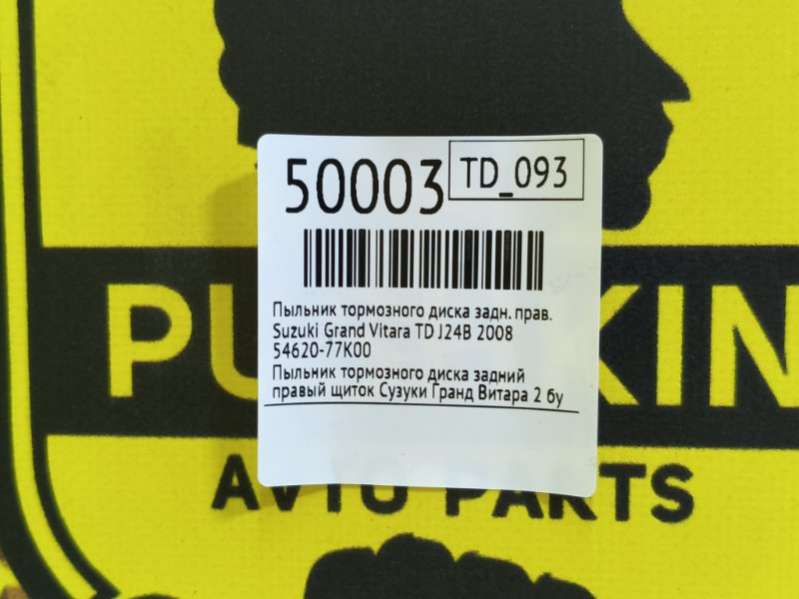 50003
TD_093
Пыльник тормозного диска задн. прав.
Suzuki Grand Vitara TD J24B 2008
54620-77K00
Пыльник тормозного диска задний
правый щиток Сузуки Гранд Витара 2 бу
AVTO PARTS